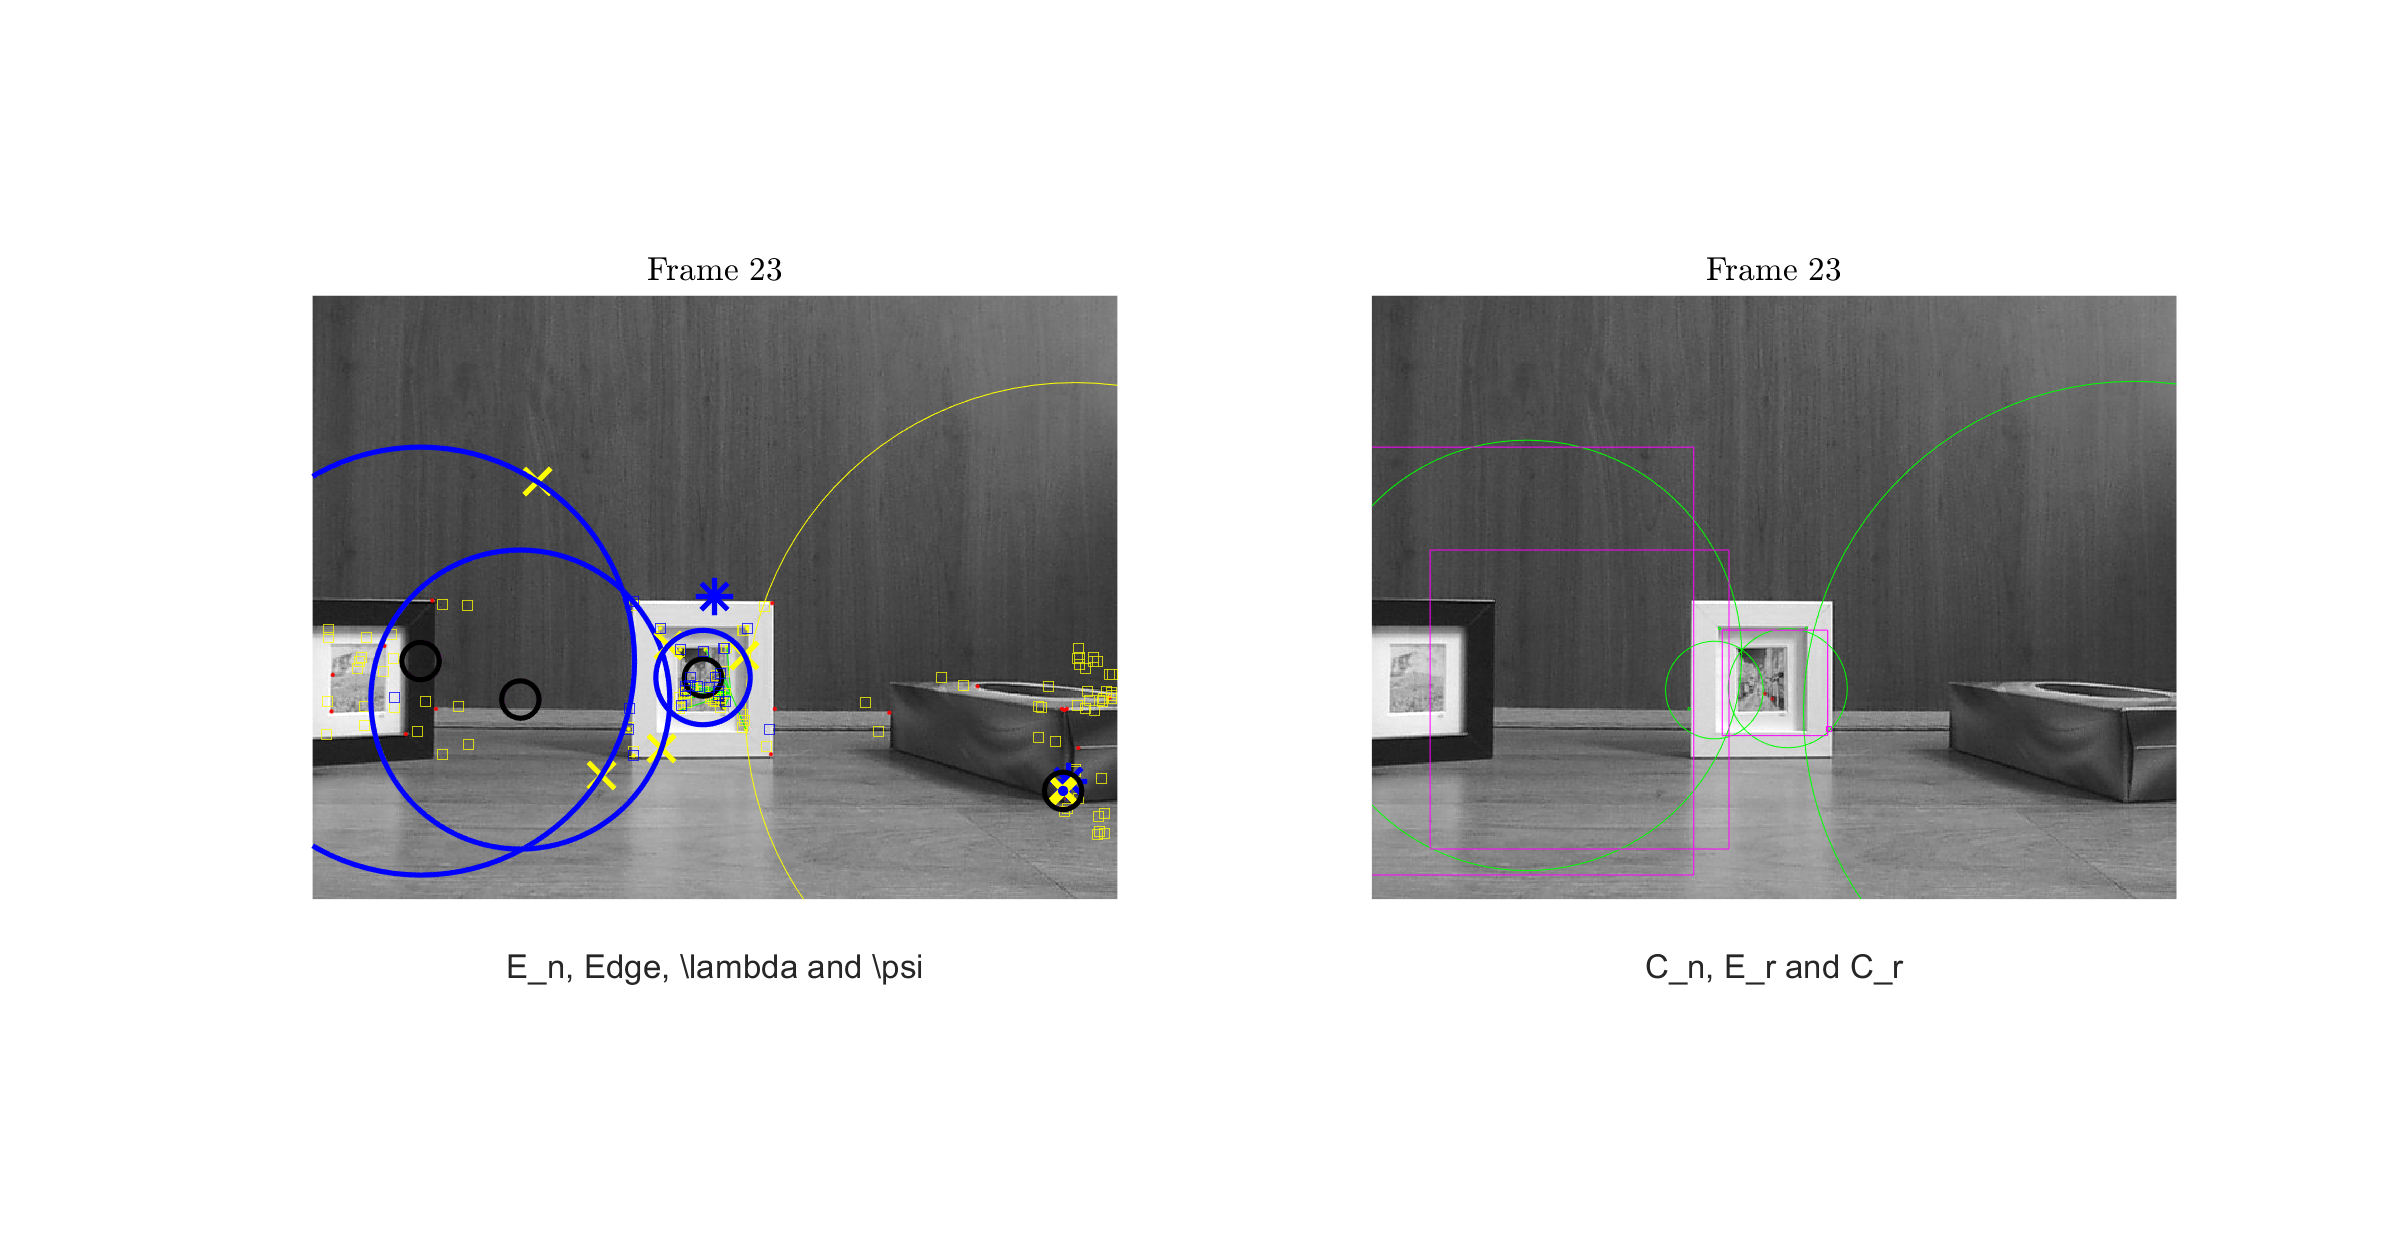 Frame 23
Frame 23
E_n, Edge, \lambda and \psi
C_n, E_r and C_r